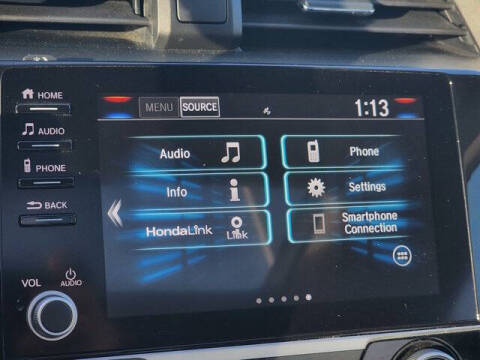 HOME
MENU SOURCE 1:13
AUDIO
PHONE
BACK
VOL AUDIO
Audio
Phone
Info
Settings
HondaLink
Link
Smartphone
Connection